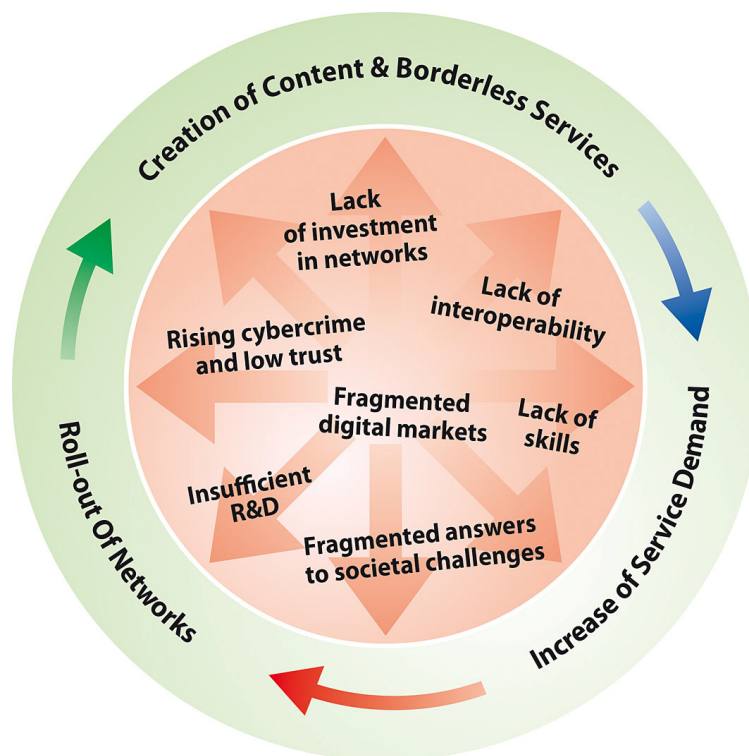 Creation of Content & Borderless Services
Lack
of investment
in networks
Lack of
interoperability
Rising cybercrime
and low trust
Fragmented
digital markets
Lack of
skills
Insufficient
R&D
Fragmented answers
to societal challenges
Increase of Service Demand
Roll-out Of Networks